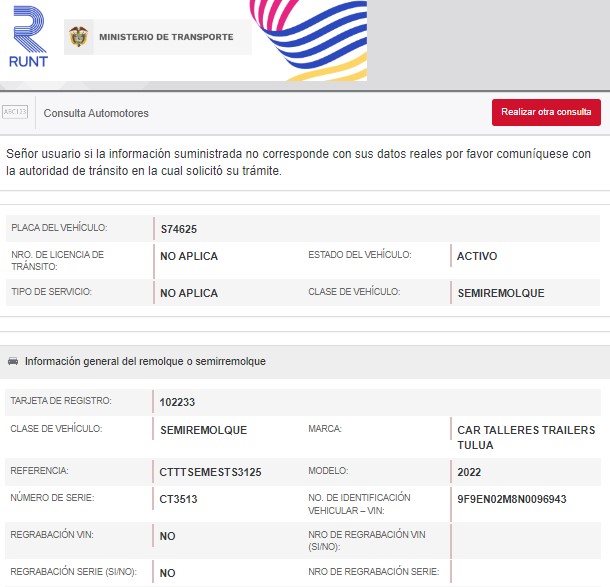 RUNT
MINISTERIO DE TRANSPORTE
ABC123
Consulta Automotores
Realizar otra consulta
Señor usuario si la información suministrada no corresponde con sus datos reales por favor comuníquese con
la autoridad de tránsito en la cual solicitó su trámite.
PLACA DEL VEHÍCULO: S74625
NRO. DE LICENCIA DE
TRÁNSITO: NO APLICA ESTADO DEL VEHÍCULO: ACTIVO
TIPO DE SERVICIO: NO APLICA CLASE DE VEHÍCULO: SEMIREMOLQUE
Información general del remolque o semirremolque
TARJETA DE REGISTRO: 102233
CLASE DE VEHÍCULO: SEMIREMOLQUE MARCA: CAR TALLERES TRAILERS
TULUA
REFERENCIA: CTTTSEMESTS3125 MODELO: 2022
NÚMERO DE SERIE: CT3513 NO. DE IDENTIFICACIÓN
VEHICULAR – VIN: 9F9EN02M8N0096943
REGRABACIÓN VIN: NO NRO DE REGRABACIÓN VIN
(SI/NO):
REGRABACIÓN SERIE (SI/NO): NO NRO DE REGRABACIÓN SERIE: